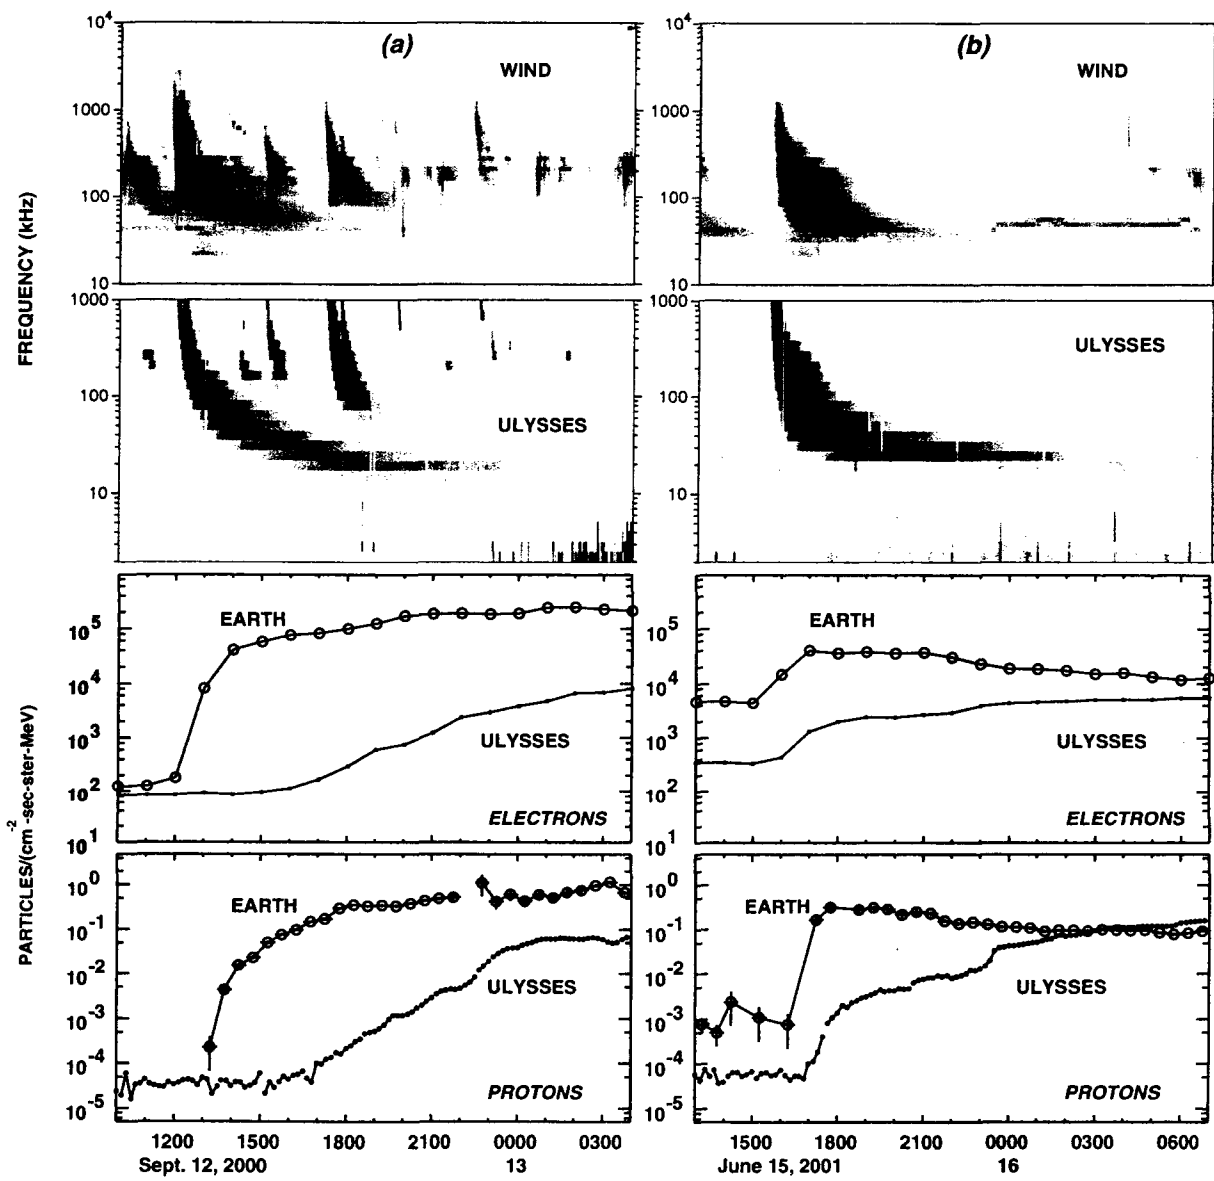 (a)
(b)
WIND
WIND
FREQUENCY (kHz)
10^4
1000
100
10
10^4
1000
100
10
ULYSSES
ULYSSES
1000
100
10
1000
100
10
PARTICLES/(cm^-2-sec-ster-MeV)
EARTH
ULYSSES
ELECTRONS
10^5
10^4
10^3
10^2
10^1
EARTH
ULYSSES
ELECTRONS
10^5
10^4
10^3
10^2
10^1
EARTH
ULYSSES
PROTONS
10^0
10^-1
10^-2
10^-3
10^-4
10^-5
EARTH
ULYSSES
PROTONS
10^0
10^-1
10^-2
10^-3
10^-4
10^-5
1200 1500 1800 2100 0000 0300
Sept. 12, 2000 13
1500 1800 2100 0000 0300 0600
June 15, 2001 16